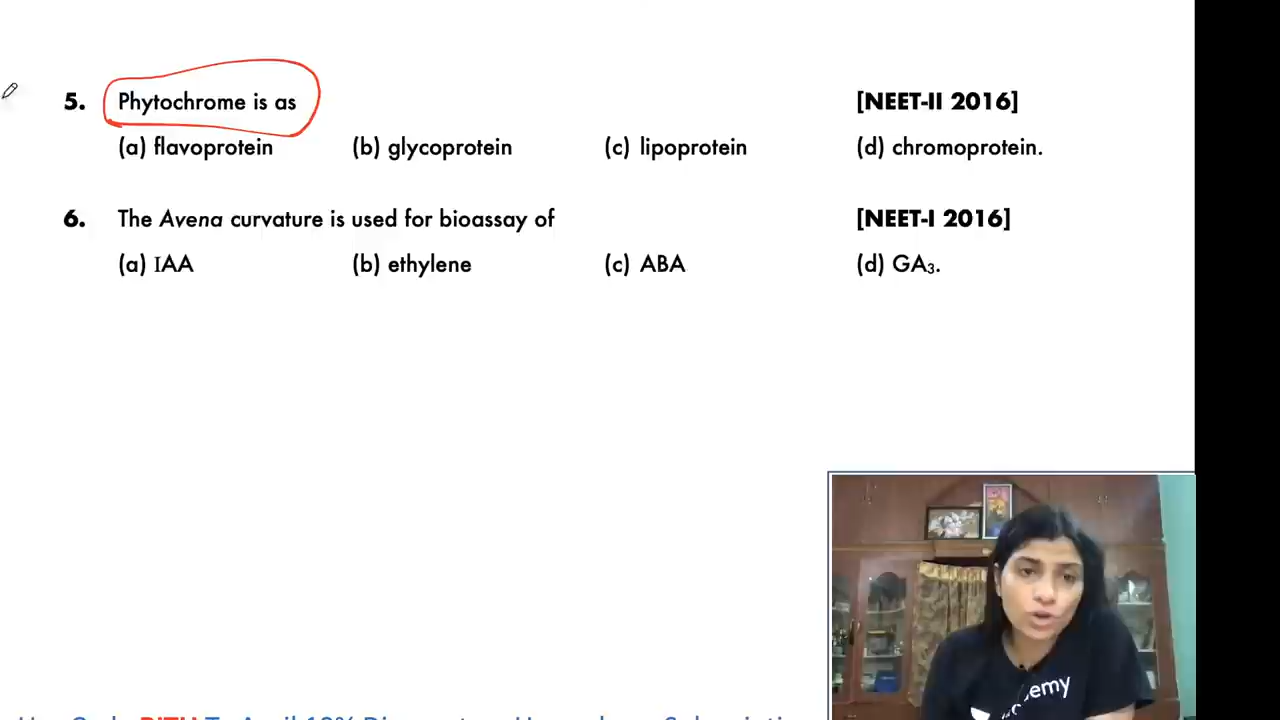 5. Phytochrome is as [NEET-II 2016]
(a) flavoprotein (b) glycoprotein (c) lipoprotein (d) chromoprotein.
6. The Avena curvature is used for bioassay of [NEET-I 2016]
(a) IAA (b) ethylene (c) ABA (d) GA₃.
emy